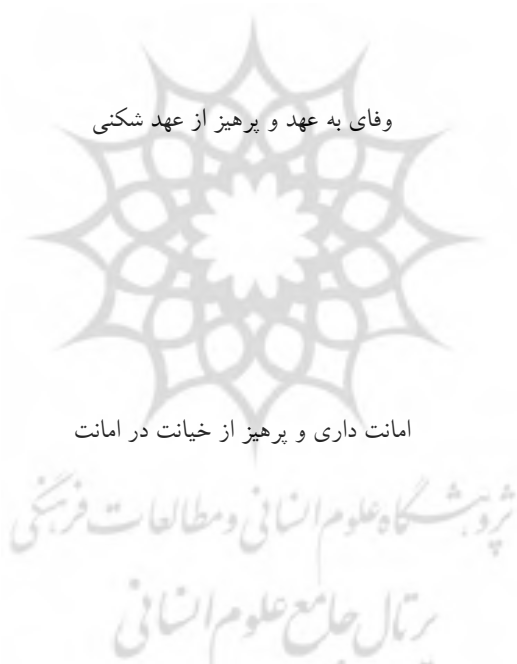 وفای به عهد و پرهیز از عهد شکنی
امانت داری و پرهیز از خیانت در امانت
پژوهشگاه علوم انسانی و مطالعات فرهنگی
پرتال جامع علوم انسانی